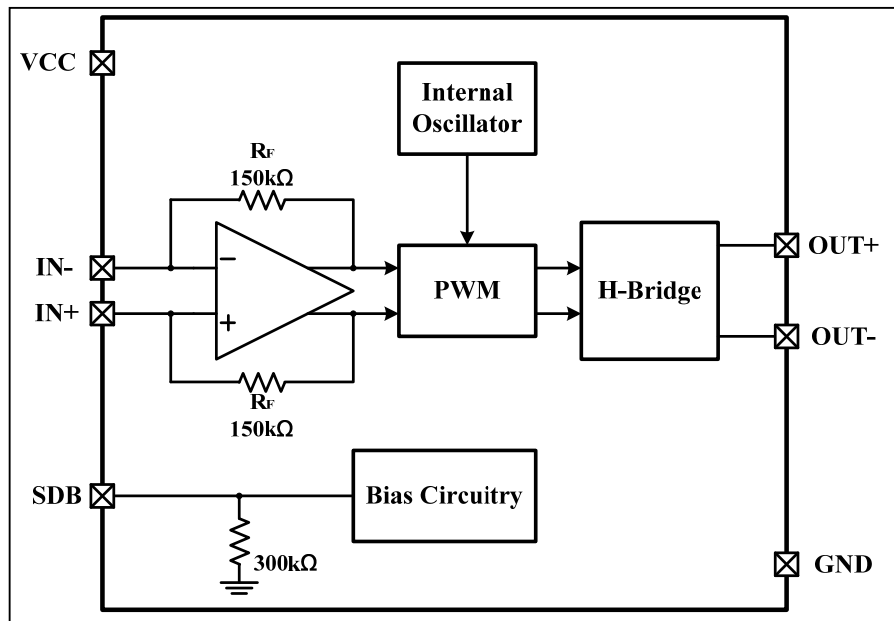 VCC
Internal
Oscillator
RF
150kΩ
IN-
IN+
−
+
PWM
H-Bridge
OUT+
OUT-
RF
150kΩ
SDB
Bias Circuitry
300kΩ
GND